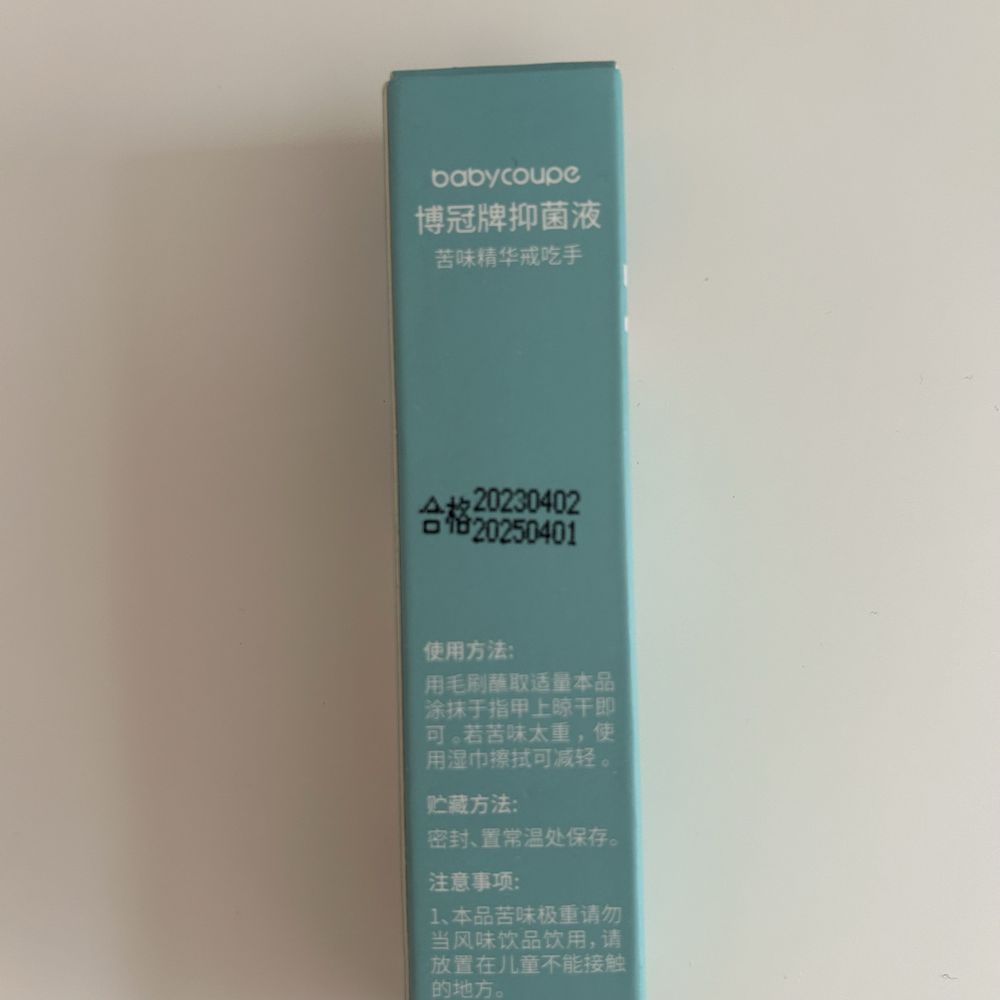 babycoupe
博冠牌抑菌液
苦味精华戒吃手
合格20230402
20250401
使用方法:
用毛刷蘸取适量本品
涂抹于指甲上晾干即
可。若苦味太重，使
用湿巾擦拭可减轻。
贮藏方法:
密封、置常温处保存。
注意事项:
1、本品苦味极重请勿
当风味饮品饮用,请
放置在儿童不能接触
的地方。